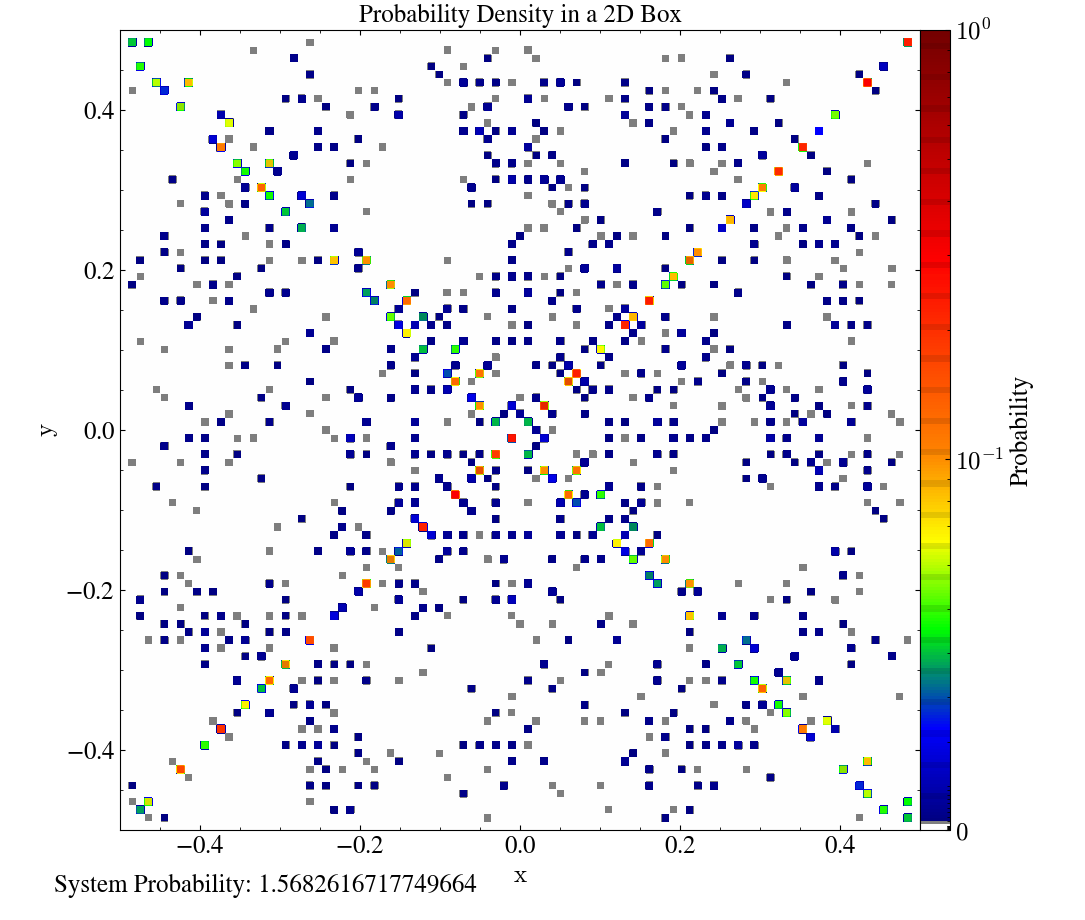 Probability Density in a 2D Box
10^0
0.4
0.2
0.0
−0.2
−0.4
y
10^−1
0
Probability
−0.4 −0.2 0.0 0.2 0.4
x
System Probability: 1.5682616717749664